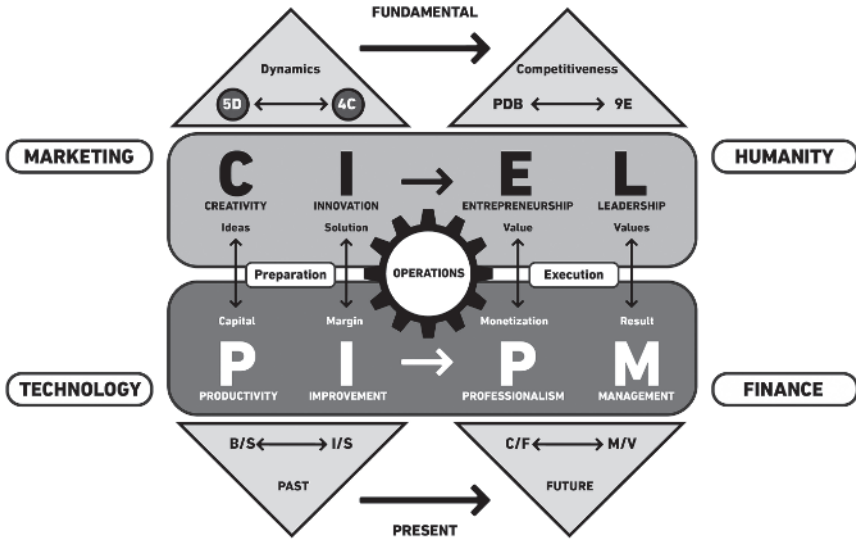 FUNDAMENTAL
Dynamics
Competitiveness
5D 4C
PDB 9E
MARKETING
HUMANITY
C I E L
CREATIVITY INNOVATION ENTREPRENEURSHIP LEADERSHIP
Ideas Solution Value Values
Preparation OPERATIONS Execution
Capital Margin Monetization Result
P I P M
PRODUCTIVITY IMPROVEMENT PROFESSIONALISM MANAGEMENT
TECHNOLOGY
FINANCE
B/S I/S
C/F M/V
PAST
FUTURE
PRESENT